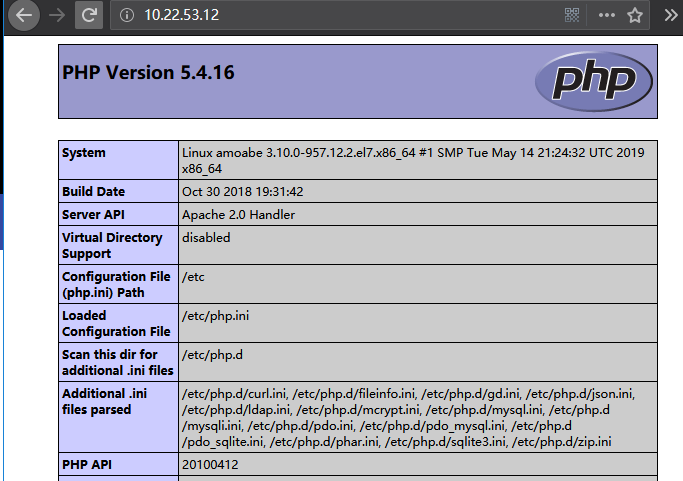 10.22.53.12
PHP Version 5.4.16
php
System
Linux amoabe 3.10.0-957.12.2.el7.x86_64 #1 SMP Tue May 14 21:24:32 UTC 2019
x86_64
Build Date
Oct 30 2018 19:31:42
Server API
Apache 2.0 Handler
Virtual Directory
Support
disabled
Configuration File
(php.ini) Path
/etc
Loaded
Configuration File
/etc/php.ini
Scan this dir for
additional .ini files
/etc/php.d
Additional .ini
files parsed
/etc/php.d/curl.ini, /etc/php.d/fileinfo.ini, /etc/php.d/gd.ini, /etc/php.d/json.ini,
/etc/php.d/ldap.ini, /etc/php.d/mcrypt.ini, /etc/php.d/mysql.ini, /etc/php.d
/mysqli.ini, /etc/php.d/pdo.ini, /etc/php.d/pdo_mysql.ini, /etc/php.d
/pdo_sqlite.ini, /etc/php.d/phar.ini, /etc/php.d/sqlite3.ini, /etc/php.d/zip.ini
PHP API
20100412